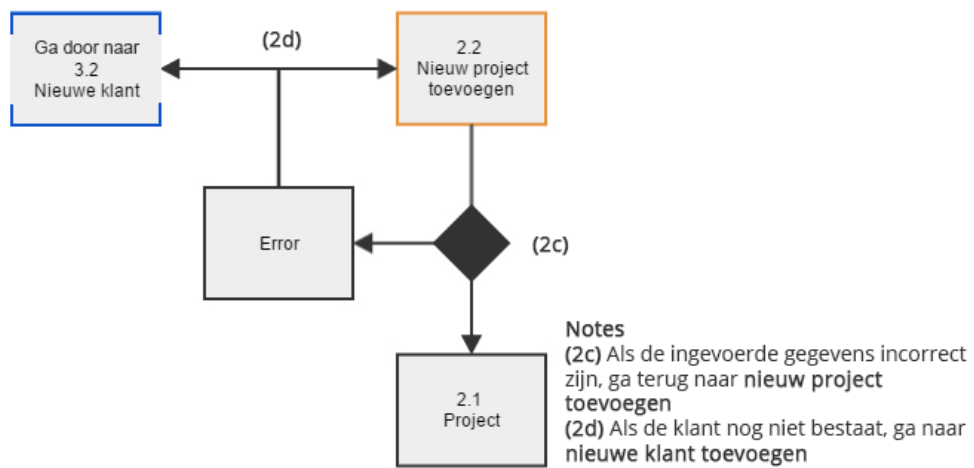 Ga door naar
3.2
Nieuwe klant
(2d)
2.2
Nieuw project
toevoegen
Error
(2c)
2.1
Project
Notes
(2c) Als de ingevoerde gegevens incorrect
zijn, ga terug naar nieuw project
toevoegen
(2d) Als de klant nog niet bestaat, ga naar
nieuwe klant toevoegen